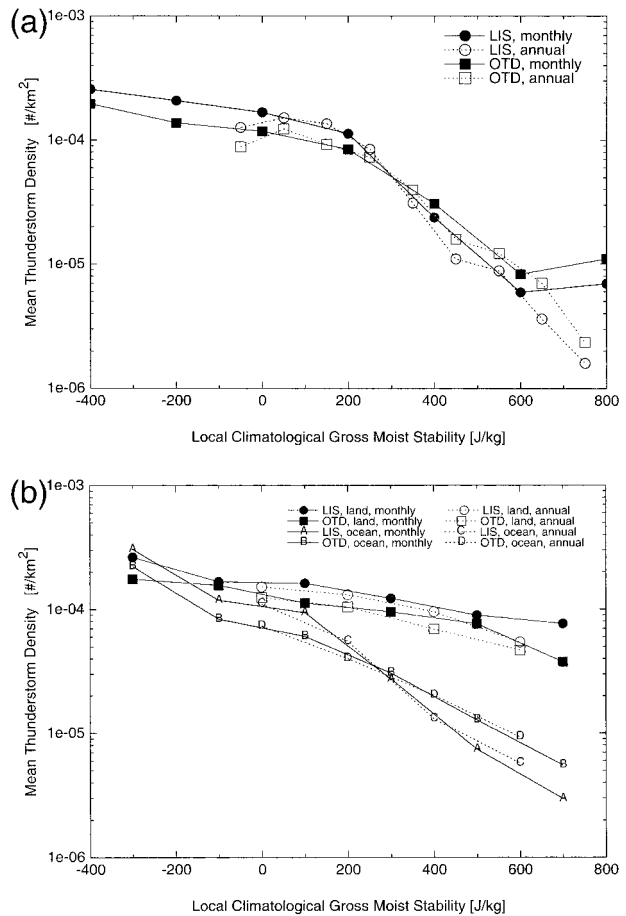 (a)
1e-03
1e-04
1e-05
1e-06
Mean Thunderstorm Density [#/km²]
LIS, monthly
LIS, annual
OTD, monthly
OTD, annual
-400 -200 0 200 400 600 800
Local Climatological Gross Moist Stability [J/kg]
(b)
1e-03
1e-04
1e-05
1e-06
Mean Thunderstorm Density [#/km²]
LIS, land, monthly LIS, land, annual
OTD, land, monthly OTD, land, annual
A LIS, ocean, monthly C LIS, ocean, annual
B OTD, ocean, monthly D OTD, ocean, annual
-400 -200 0 200 400 600 800
Local Climatological Gross Moist Stability [J/kg]